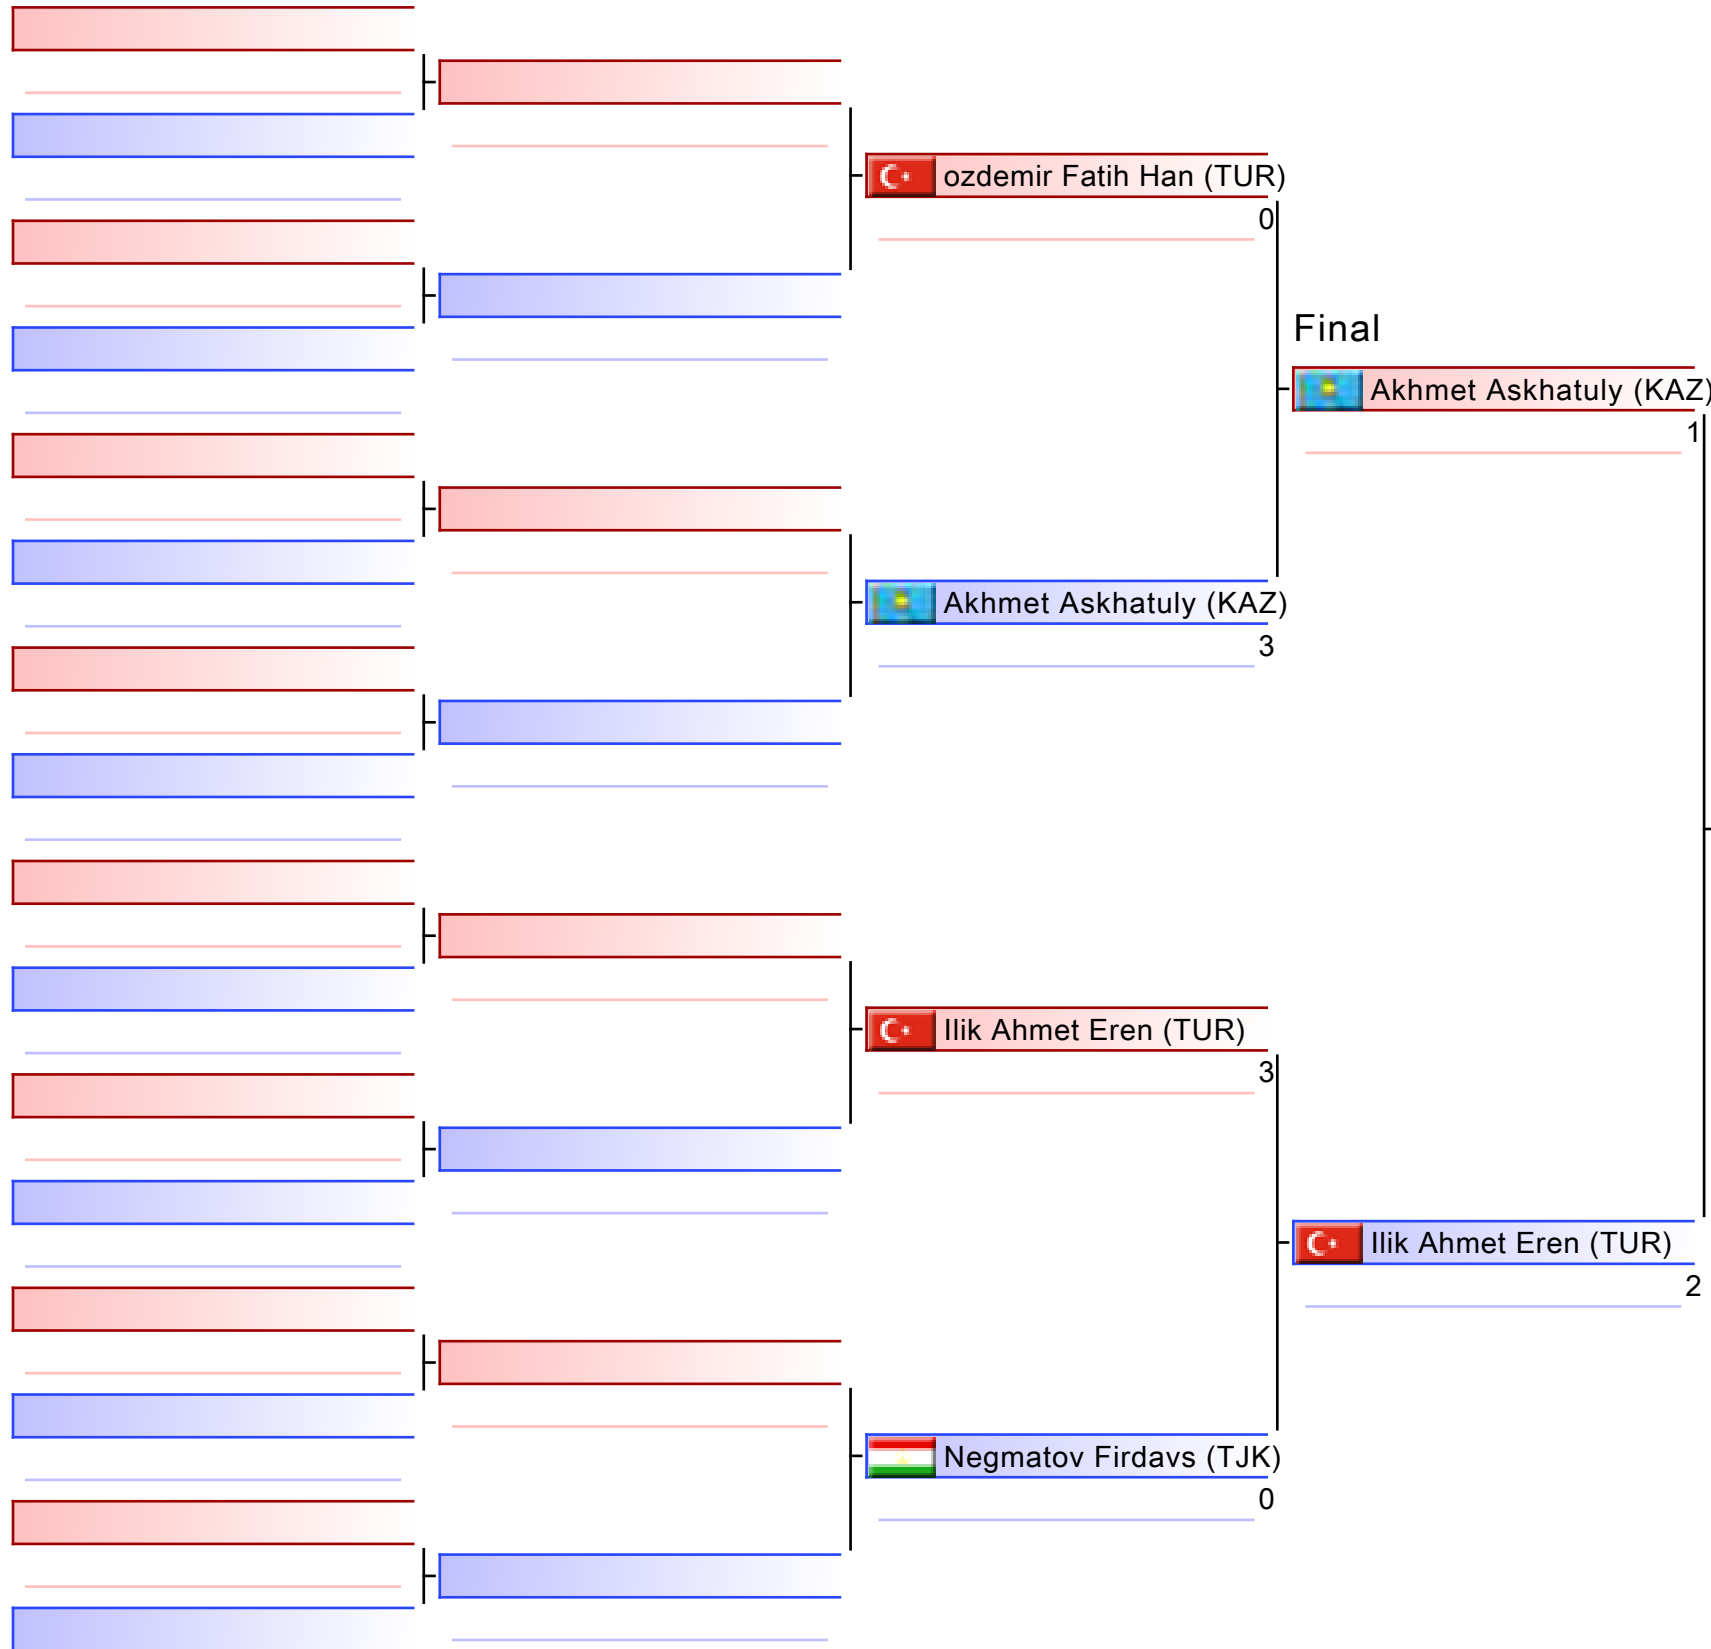 ozdemir Fatih Han (TUR)
0
Final
Akhmet Askhatuly (KAZ)
1
Akhmet Askhatuly (KAZ)
3
Ilik Ahmet Eren (TUR)
3
Ilik Ahmet Eren (TUR)
2
Negmatov Firdavs (TJK)
0